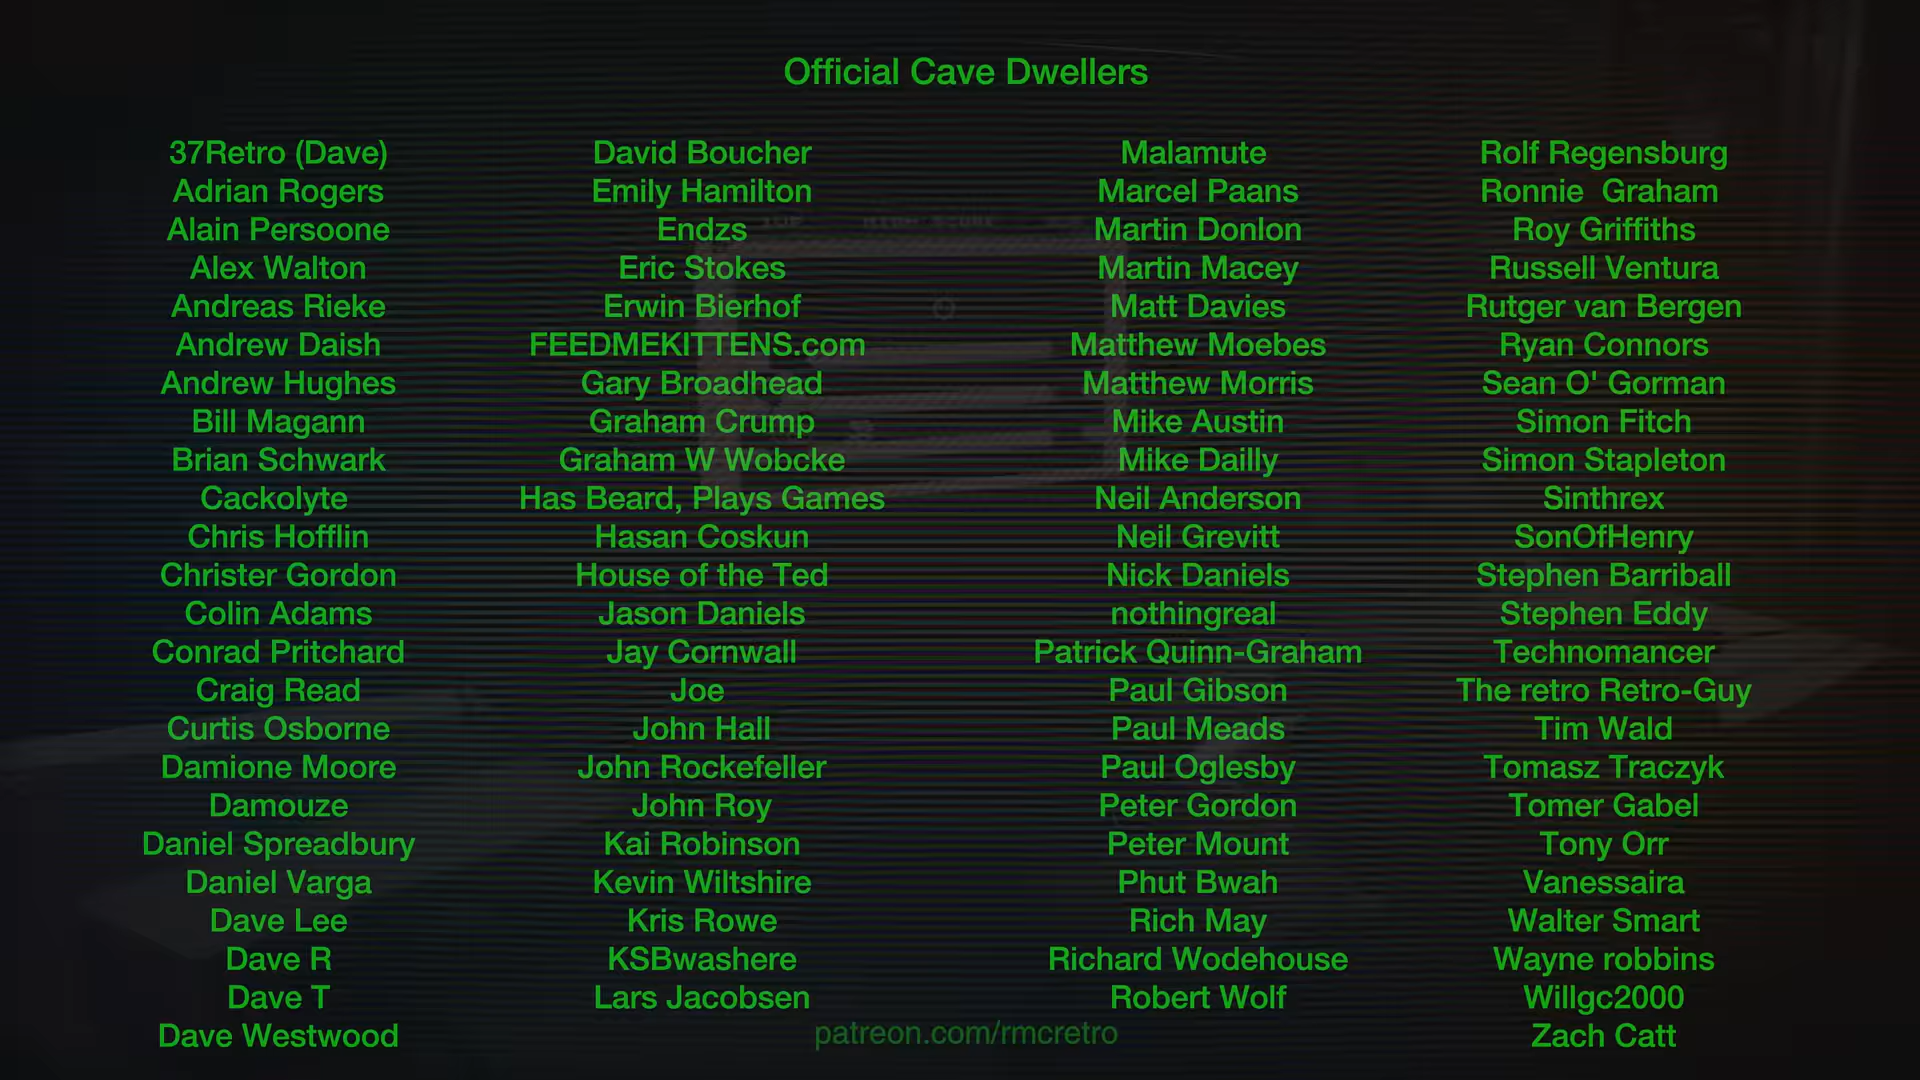 Official Cave Dwellers
37Retro (Dave)
Adrian Rogers
Alain Persoone
Alex Walton
Andreas Rieke
Andrew Daish
Andrew Hughes
Bill Magann
Brian Schwark
Cackolyte
Chris Hofflin
Christer Gordon
Colin Adams
Conrad Pritchard
Craig Read
Curtis Osborne
Damione Moore
Damouze
Daniel Spreadbury
Daniel Varga
Dave Lee
Dave R
Dave T
Dave Westwood
David Boucher
Emily Hamilton
Endzs
Eric Stokes
Erwin Bierhof
FEEDMEKITTENS.com
Gary Broadhead
Graham Crump
Graham W Wobcke
Has Beard, Plays Games
Hasan Coskun
House of the Ted
Jason Daniels
Jay Cornwall
Joe
John Hall
John Rockefeller
John Roy
Kai Robinson
Kevin Wiltshire
Kris Rowe
KSBwashere
Lars Jacobsen
Malamute
Marcel Paans
Martin Donlon
Martin Macey
Matt Davies
Matthew Moebes
Matthew Morris
Mike Austin
Mike Dailly
Neil Anderson
Neil Grevitt
Nick Daniels
nothingreal
Patrick Quinn-Graham
Paul Gibson
Paul Meads
Paul Oglesby
Peter Gordon
Peter Mount
Phut Bwah
Rich May
Richard Wodehouse
Robert Wolf
Rolf Regensburg
Ronnie  Graham
Roy Griffiths
Russell Ventura
Rutger van Bergen
Ryan Connors
Sean O' Gorman
Simon Fitch
Simon Stapleton
Sinthrex
SonOfHenry
Stephen Barriball
Stephen Eddy
Technomancer
The retro Retro-Guy
Tim Wald
Tomasz Traczyk
Tomer Gabel
Tony Orr
Vanessaira
Walter Smart
Wayne robbins
Willgc2000
Zach Catt
patreon.com/rmcretro